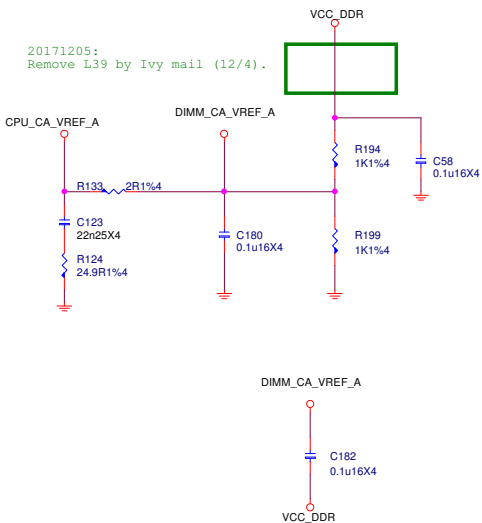 VCC_DDR
20171205:
Remove L39 by Ivy mail (12/4).
CPU_CA_VREF_A
DIMM_CA_VREF_A
R194
1K1%4
C58
0.1u16X4
R133
2R1%4
C123
22n25X4
C180
0.1u16X4
R199
1K1%4
R124
24.9R1%4
DIMM_CA_VREF_A
C182
0.1u16X4
VCC_DDR